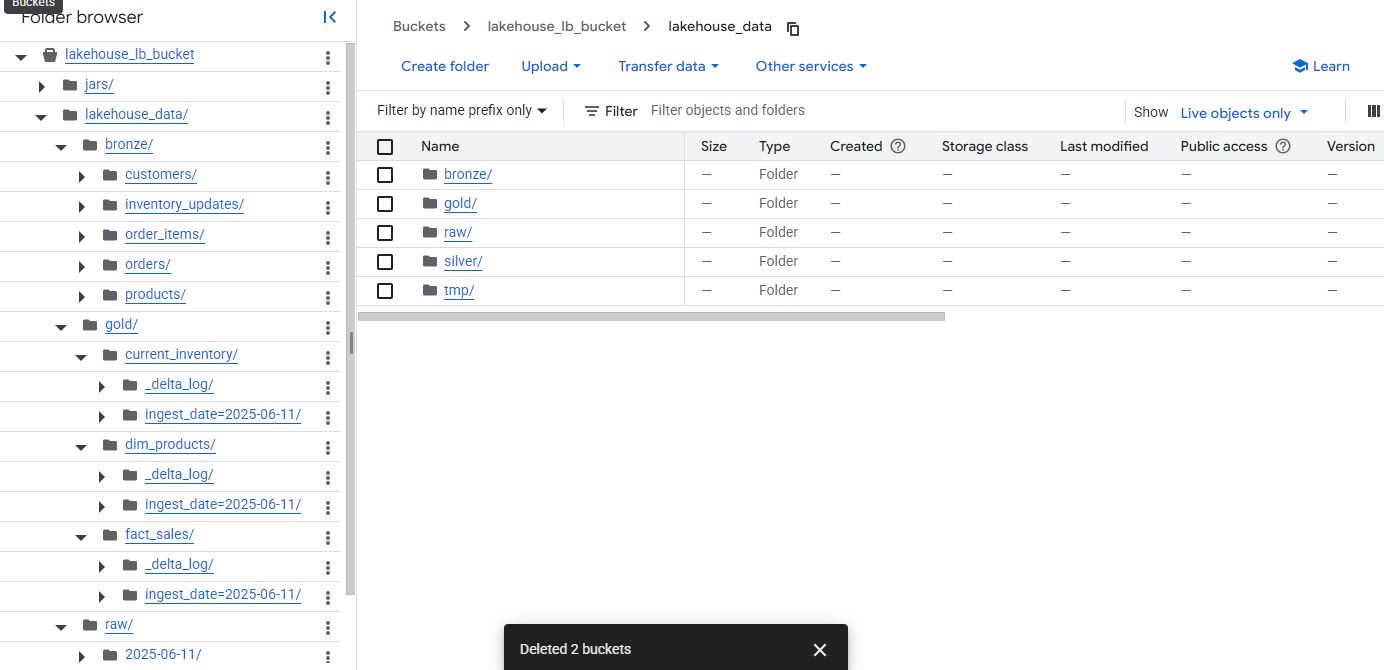 Buckets
Folder browser
lakehouse_lb_bucket
jars/
lakehouse_data/
bronze/
customers/
inventory_updates/
order_items/
orders/
products/
gold/
current_inventory/
_delta_log/
ingest_date=2025-06-11/
dim_products/
_delta_log/
ingest_date=2025-06-11/
fact_sales/
_delta_log/
ingest_date=2025-06-11/
raw/
2025-06-11/
Buckets > lakehouse_lb_bucket > lakehouse_data
Create folder Upload Transfer data Other services Learn
Filter by name prefix only Filter Filter objects and folders Show Live objects only
Name Size Type Created Storage class Last modified Public access Version
bronze/ — Folder — — — — —
gold/ — Folder — — — — —
raw/ — Folder — — — — —
silver/ — Folder — — — — —
tmp/ — Folder — — — — —
Deleted 2 buckets